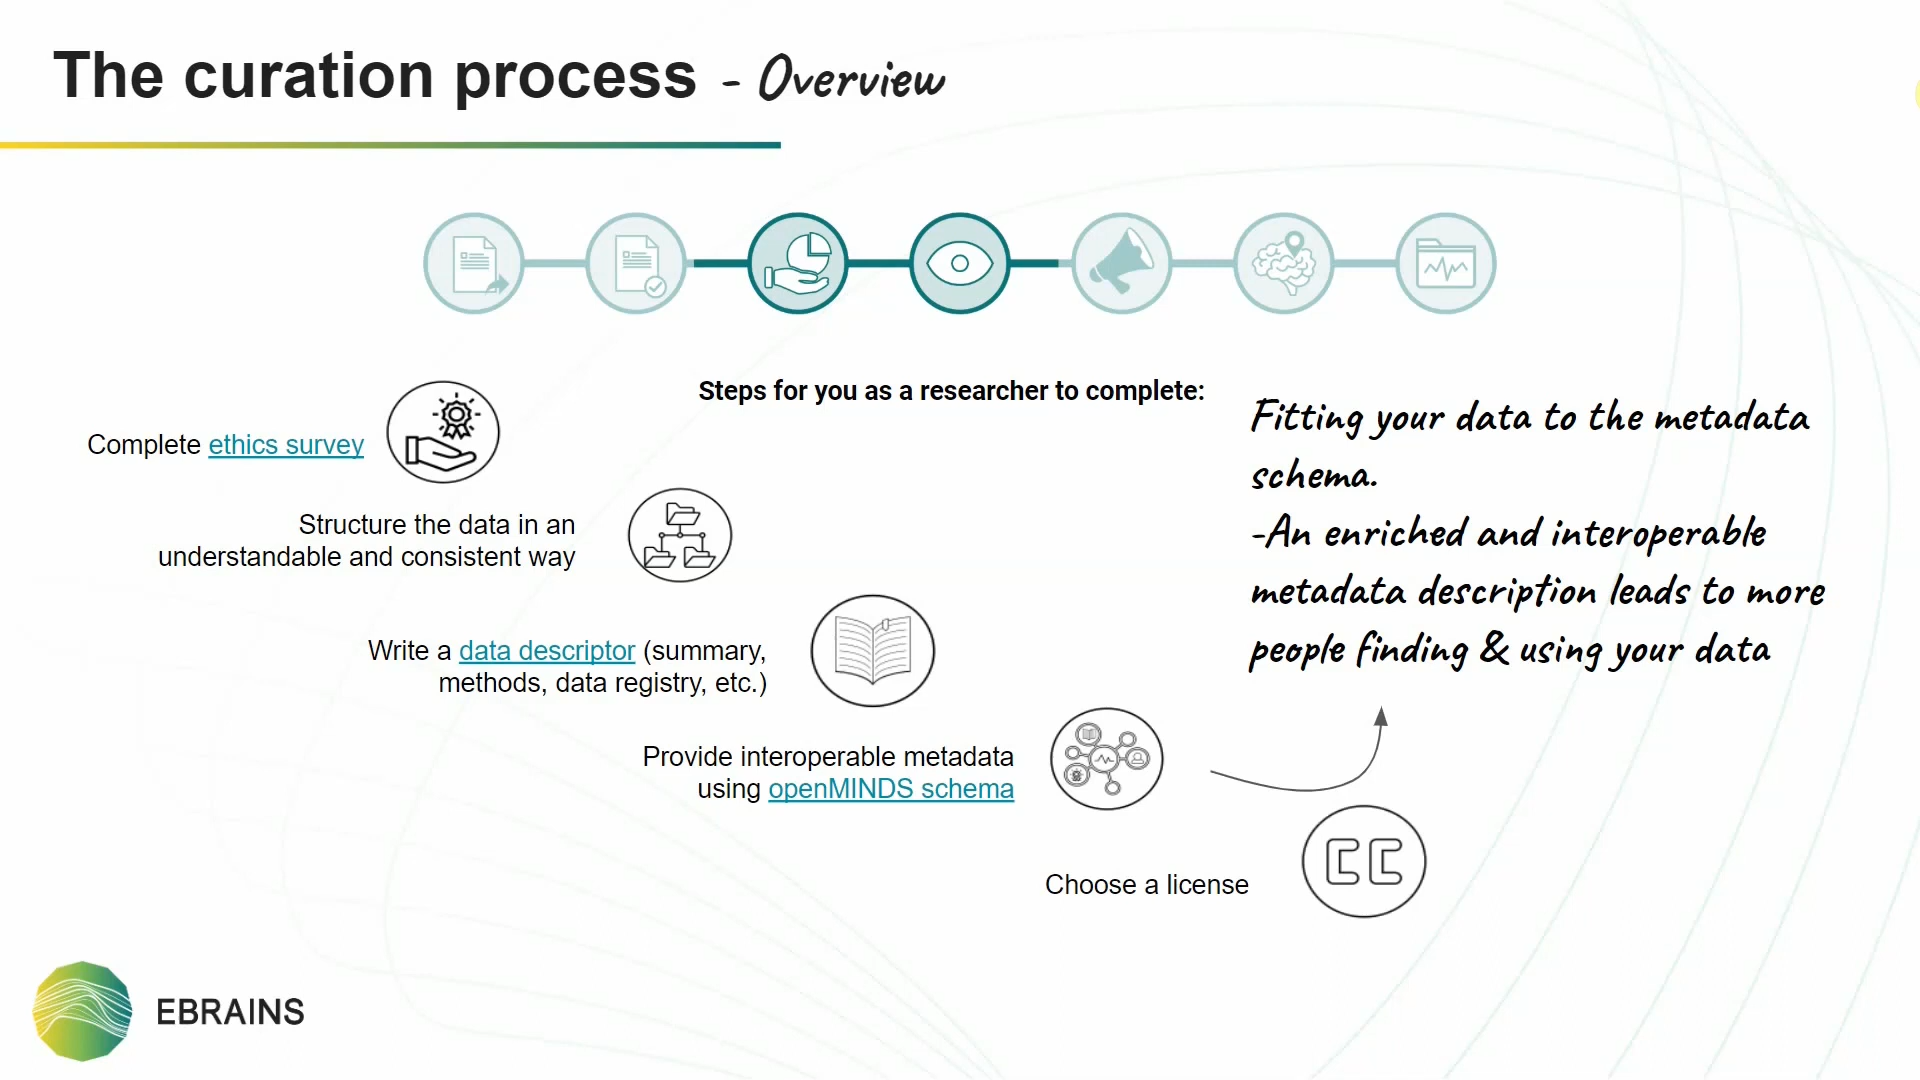 The curation process - Overview
Steps for you as a researcher to complete:
Complete ethics survey
Structure the data in an
understandable and consistent way
Write a data descriptor (summary,
methods, data registry, etc.)
Provide interoperable metadata
using openMINDS schema
Choose a license
Fitting your data to the metadata
schema.
-An enriched and interoperable
metadata description leads to more
people finding & using your data
CC
EBRAINS